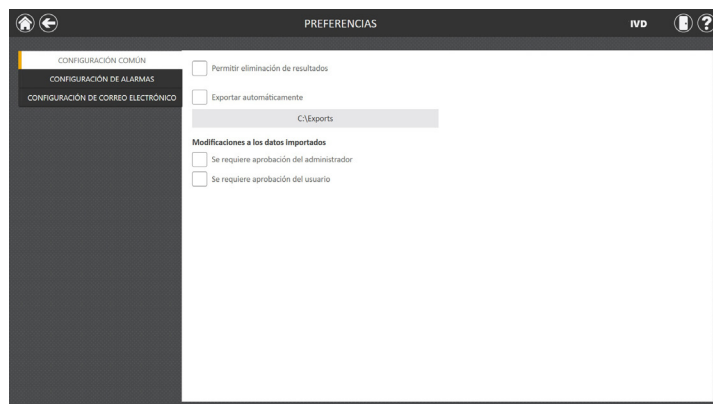 PREFERENCIAS
IVD
?
CONFIGURACIÓN COMÚN
CONFIGURACIÓN DE ALARMAS
CONFIGURACIÓN DE CORREO ELECTRÓNICO
Permitir eliminación de resultados
Exportar automáticamente
C:\Exports
Modificaciones a los datos importados
Se requiere aprobación del administrador
Se requiere aprobación del usuario